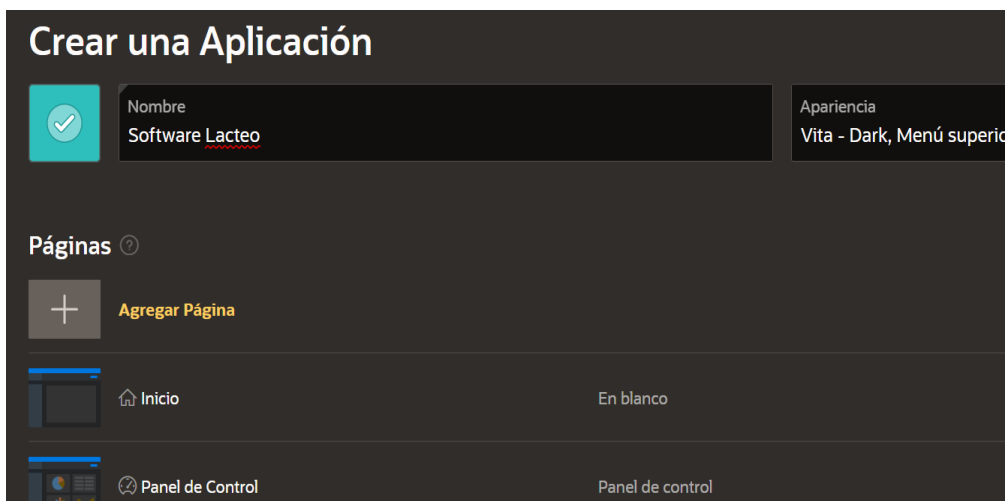 Crear una Aplicación
Nombre
Software Lacteo
Apariencia
Vita - Dark, Menú superio
Páginas
Agregar Página
Inicio
En blanco
Panel de Control
Panel de control